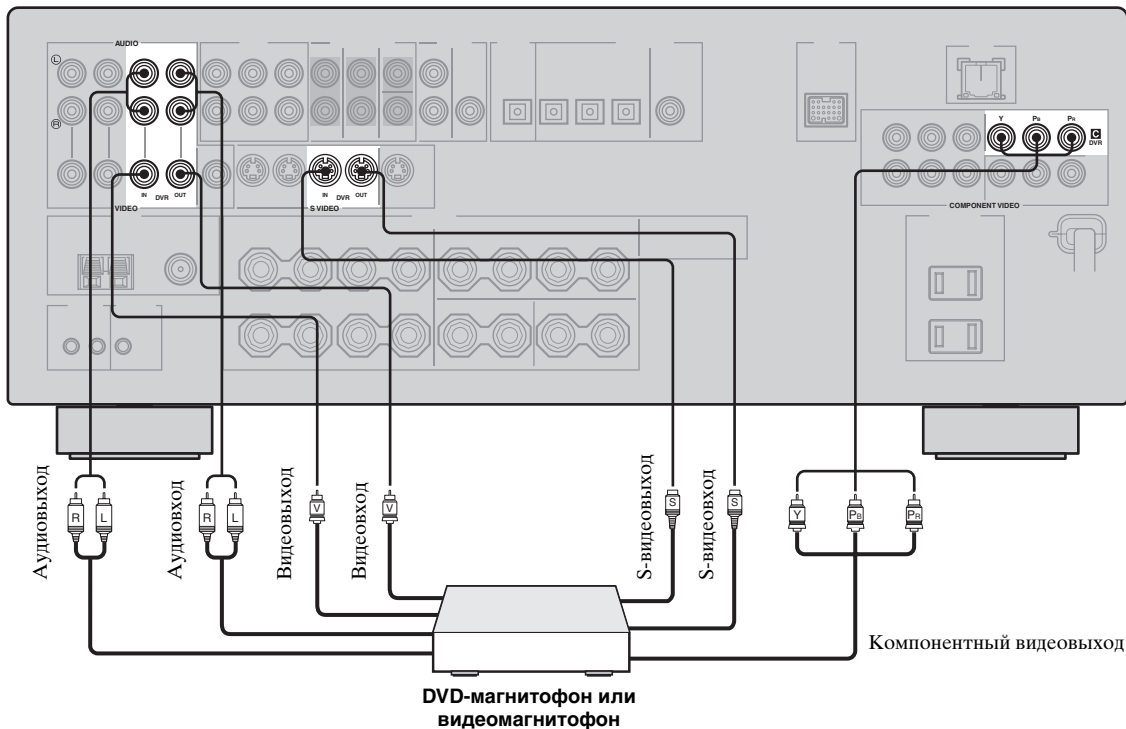 AUDIO
L
R
IN DVR OUT
VIDEO
IN DVR OUT
S VIDEO
Y PB PR
C
DVR
COMPONENT VIDEO
Аудиовыход
Аудиовход
Видеовыход
Видеовход
S-видеовыход
S-видеовход
R L
R L
V
V
S
S
Y
PB
PR
Компонентный видеовыход
DVD-магнитофон или
видеомагнитофон